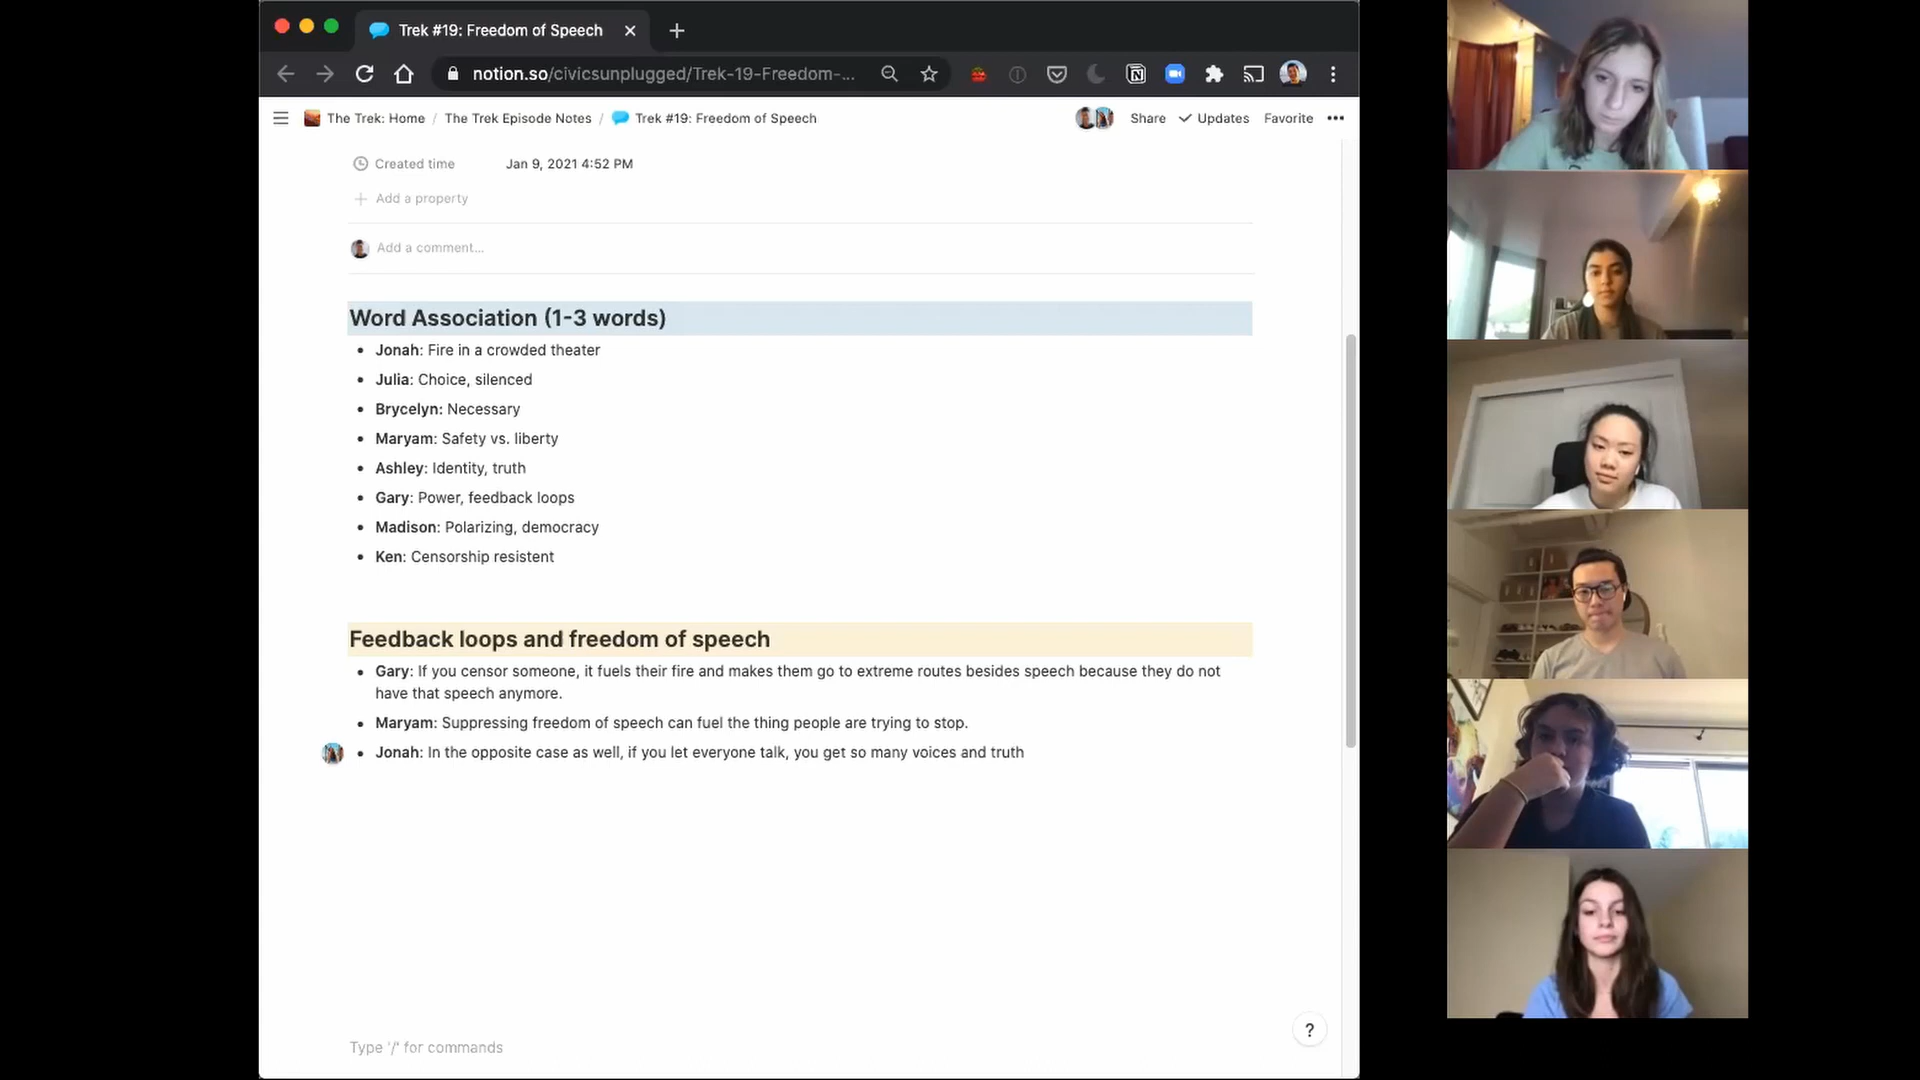 Trek #19: Freedom of Speech
notion.so/civicsunplugged/Trek-19-Freedom-...
The Trek: Home / The Trek Episode Notes / Trek #19: Freedom of Speech
Share
Updates
Favorite
Created time Jan 9, 2021 4:52 PM
Add a property
Add a comment...
Word Association (1-3 words)
Jonah: Fire in a crowded theater
Julia: Choice, silenced
Brycelyn: Necessary
Maryam: Safety vs. liberty
Ashley: Identity, truth
Gary: Power, feedback loops
Madison: Polarizing, democracy
Ken: Censorship resistent
Feedback loops and freedom of speech
Gary: If you censor someone, it fuels their fire and makes them go to extreme routes besides speech because they do not
have that speech anymore.
Maryam: Suppressing freedom of speech can fuel the thing people are trying to stop.
Jonah: In the opposite case as well, if you let everyone talk, you get so many voices and truth
?
Type '/' for commands